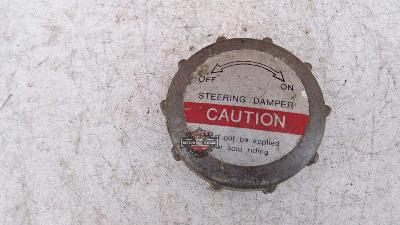 OFF ON
STEERING DAMPER
CAUTION
not be applied
solo riding